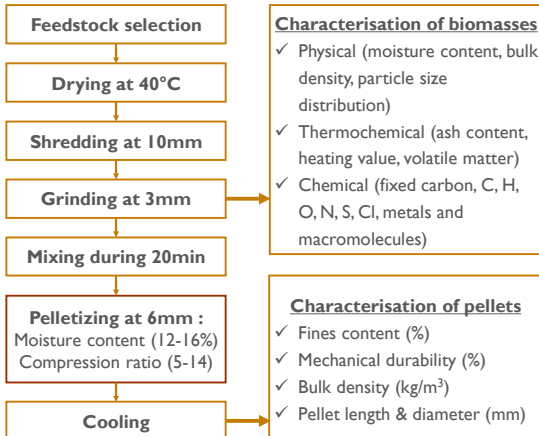 Feedstock selection
Drying at 40°C
Shredding at 10mm
Grinding at 3mm
Mixing during 20min
Pelletizing at 6mm :
Moisture content (12-16%)
Compression ratio (5-14)
Cooling
Characterisation of biomasses
✓ Physical (moisture content, bulk
density, particle size
distribution)
✓ Thermochemical (ash content,
heating value, volatile matter)
✓ Chemical (fixed carbon, C, H,
O, N, S, Cl, metals and
macromolecules)
Characterisation of pellets
✓ Fines content (%)
✓ Mechanical durability (%)
✓ Bulk density (kg/m³)
✓ Pellet length & diameter (mm)